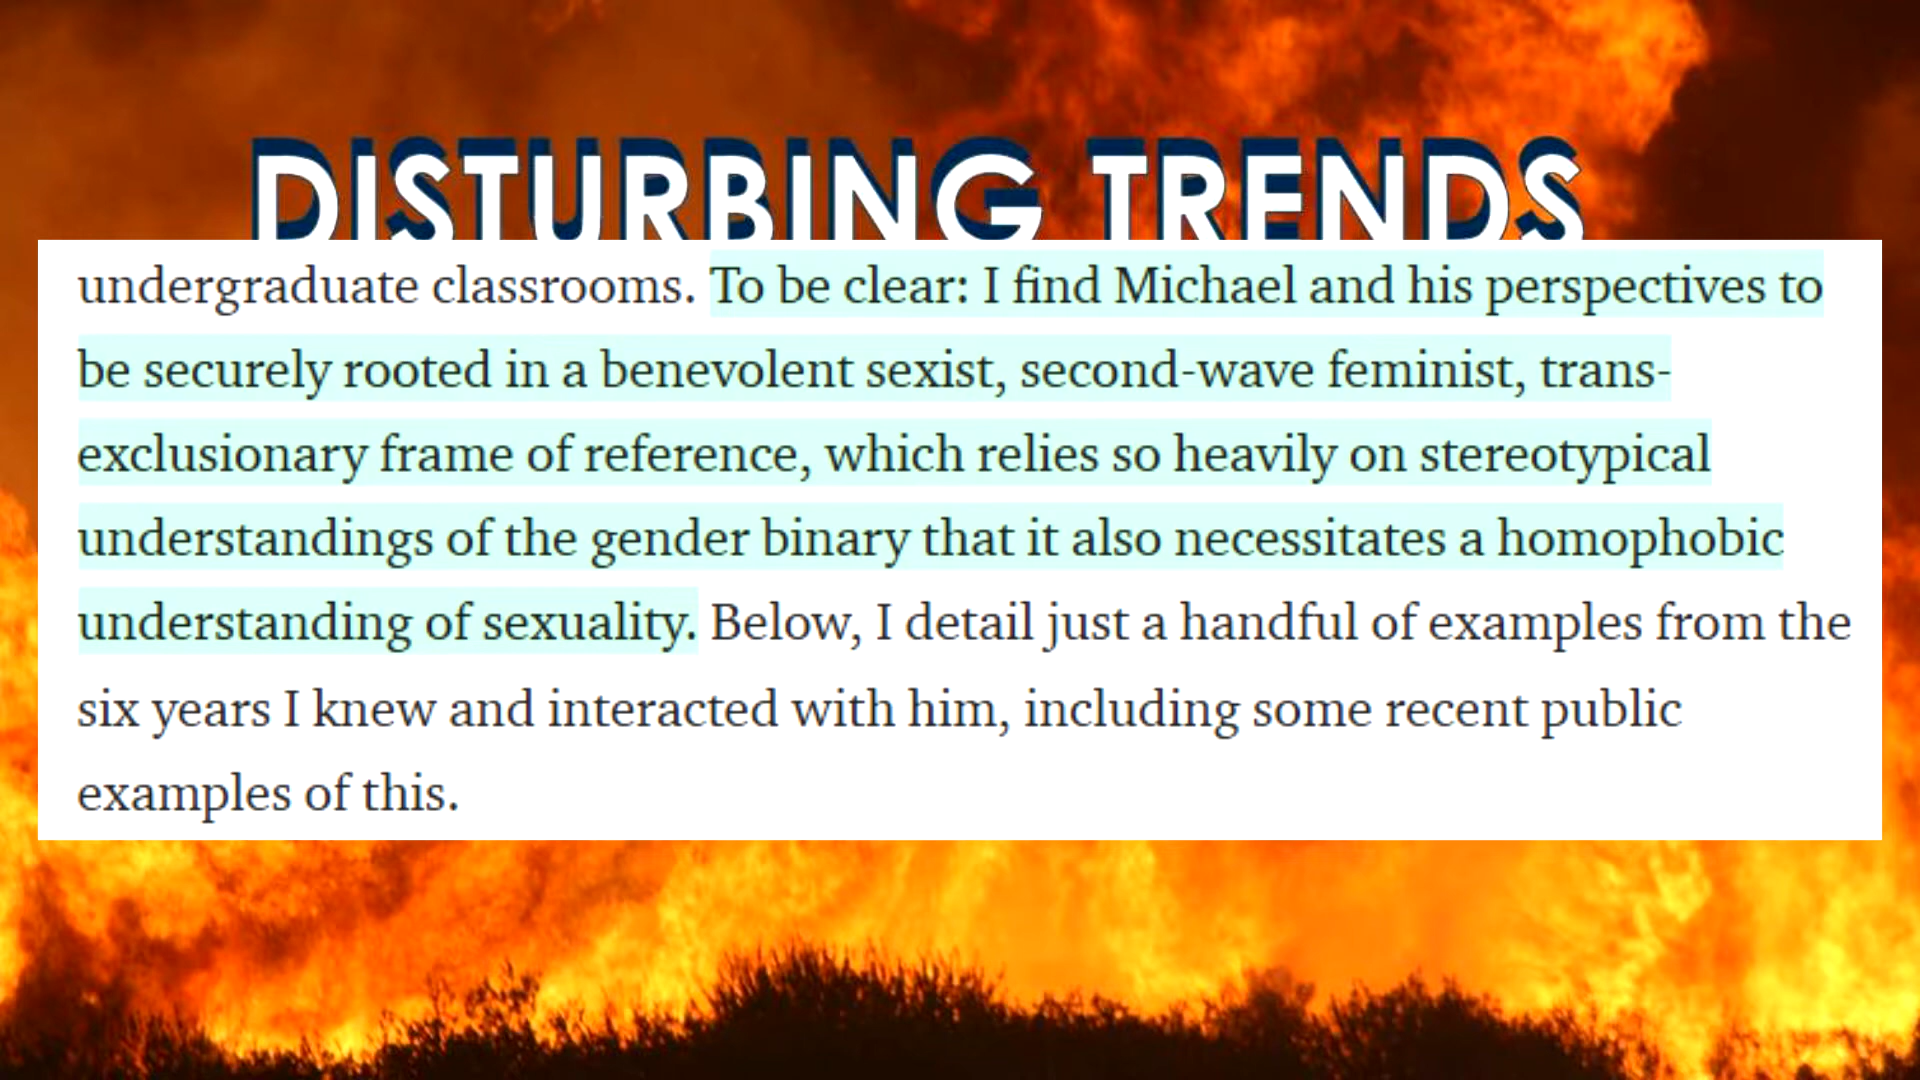 DISTURBING TRENDS
undergraduate classrooms. To be clear: I find Michael and his perspectives to
be securely rooted in a benevolent sexist, second-wave feminist, trans-
exclusionary frame of reference, which relies so heavily on stereotypical
understandings of the gender binary that it also necessitates a homophobic
understanding of sexuality. Below, I detail just a handful of examples from the
six years I knew and interacted with him, including some recent public
examples of this.